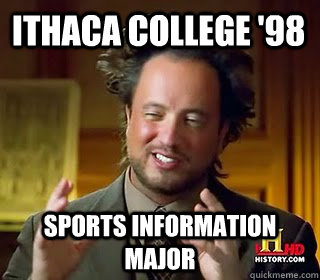 ITHACA COLLEGE '98
SPORTS INFORMATION
MAJOR
H HD
HISTORY.COM
quickmeme.com